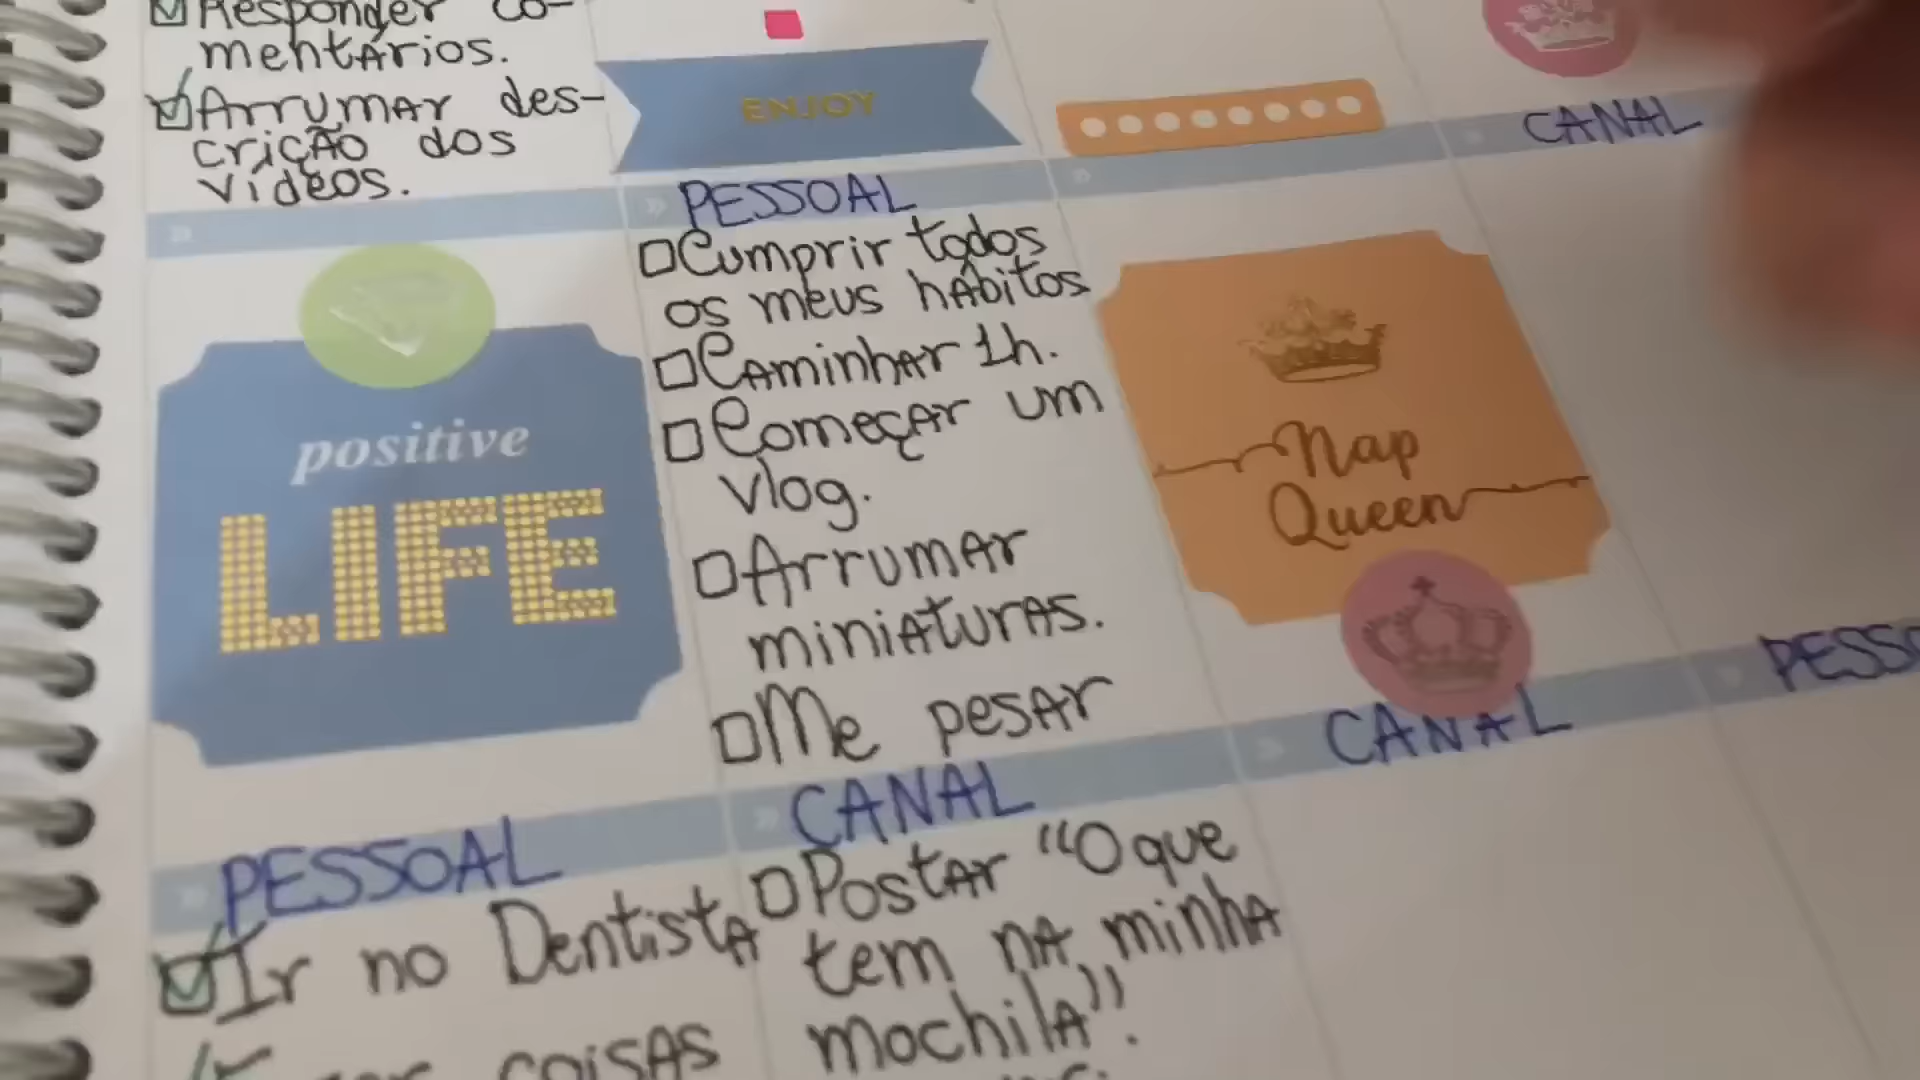 Responder co-
mentários.
Arrumar des-
crição dos
vídeos.
ENJOY
CANAL
PESSOAL
Cumprir todos
os meus hábitos
Caminhar 1h.
Começar um
vlog.
Arrumar
miniaturas.
Me pesar
positive
LIFE
Nap
Queen
PESSOAL
Ir no Dentista
coisas
CANAL
Postar “O que
tem na minha
mochila”.
CANAL